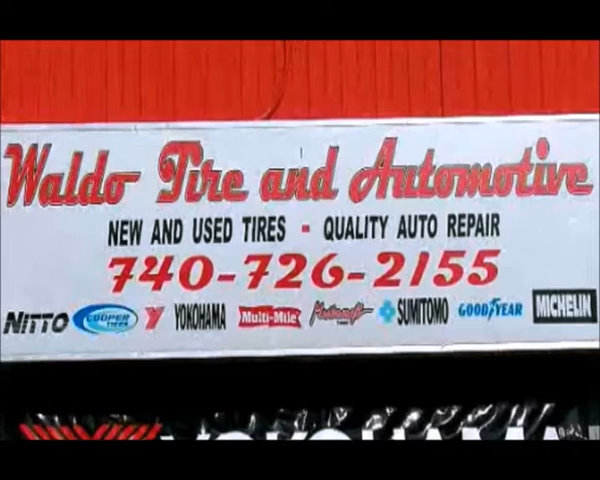 Waldo Tire and Automotive
NEW AND USED TIRES - QUALITY AUTO REPAIR
740-726-2155
NITTO COOPER TIRES Y YOKOHAMA Multi-Mile SUMITOMO GOODYEAR MICHELIN
YOKOHAMA